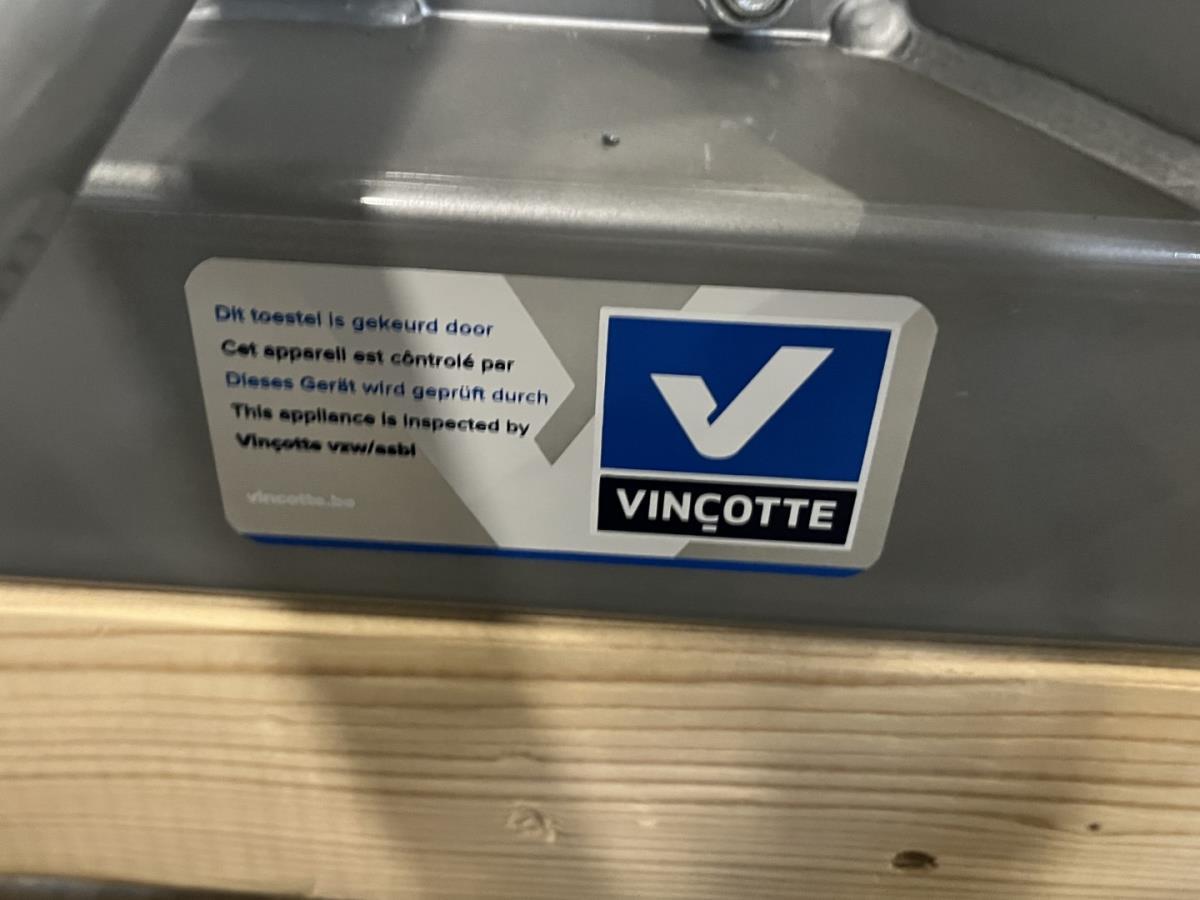 Dit toestel is gekeurd door
Cet appareil est côntrolé par
Dieses Gerät wird geprüft durch
This appliance is inspected by
Vinçotte vzw/asbl
vincotte.be
VINÇOTTE